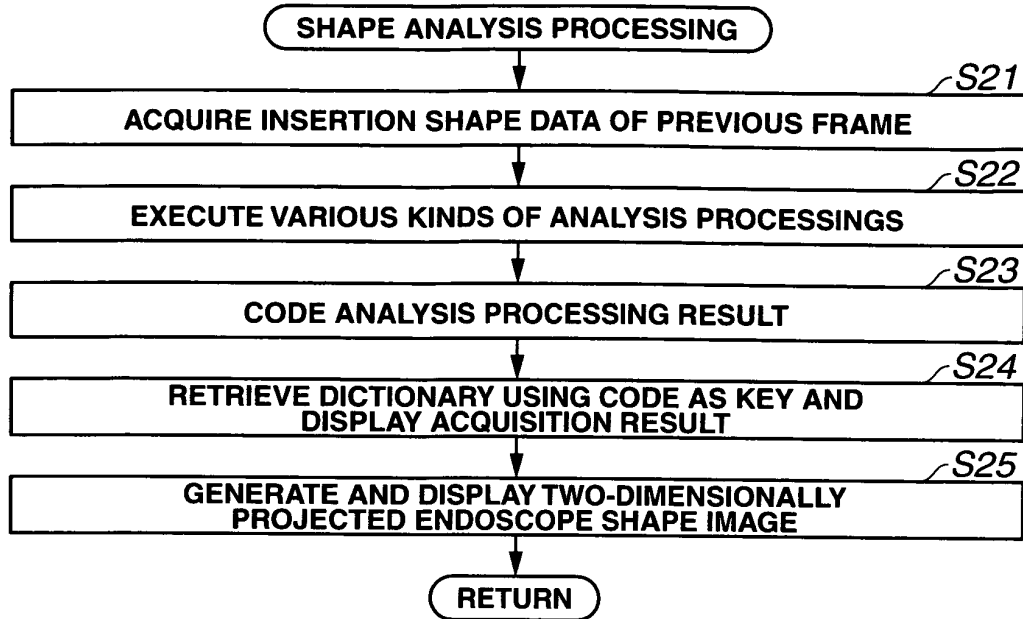 SHAPE ANALYSIS PROCESSING
S21
ACQUIRE INSERTION SHAPE DATA OF PREVIOUS FRAME
S22
EXECUTE VARIOUS KINDS OF ANALYSIS PROCESSINGS
S23
CODE ANALYSIS PROCESSING RESULT
S24
RETRIEVE DICTIONARY USING CODE AS KEY AND
DISPLAY ACQUISITION RESULT
S25
GENERATE AND DISPLAY TWO-DIMENSIONALLY
PROJECTED ENDOSCOPE SHAPE IMAGE
RETURN